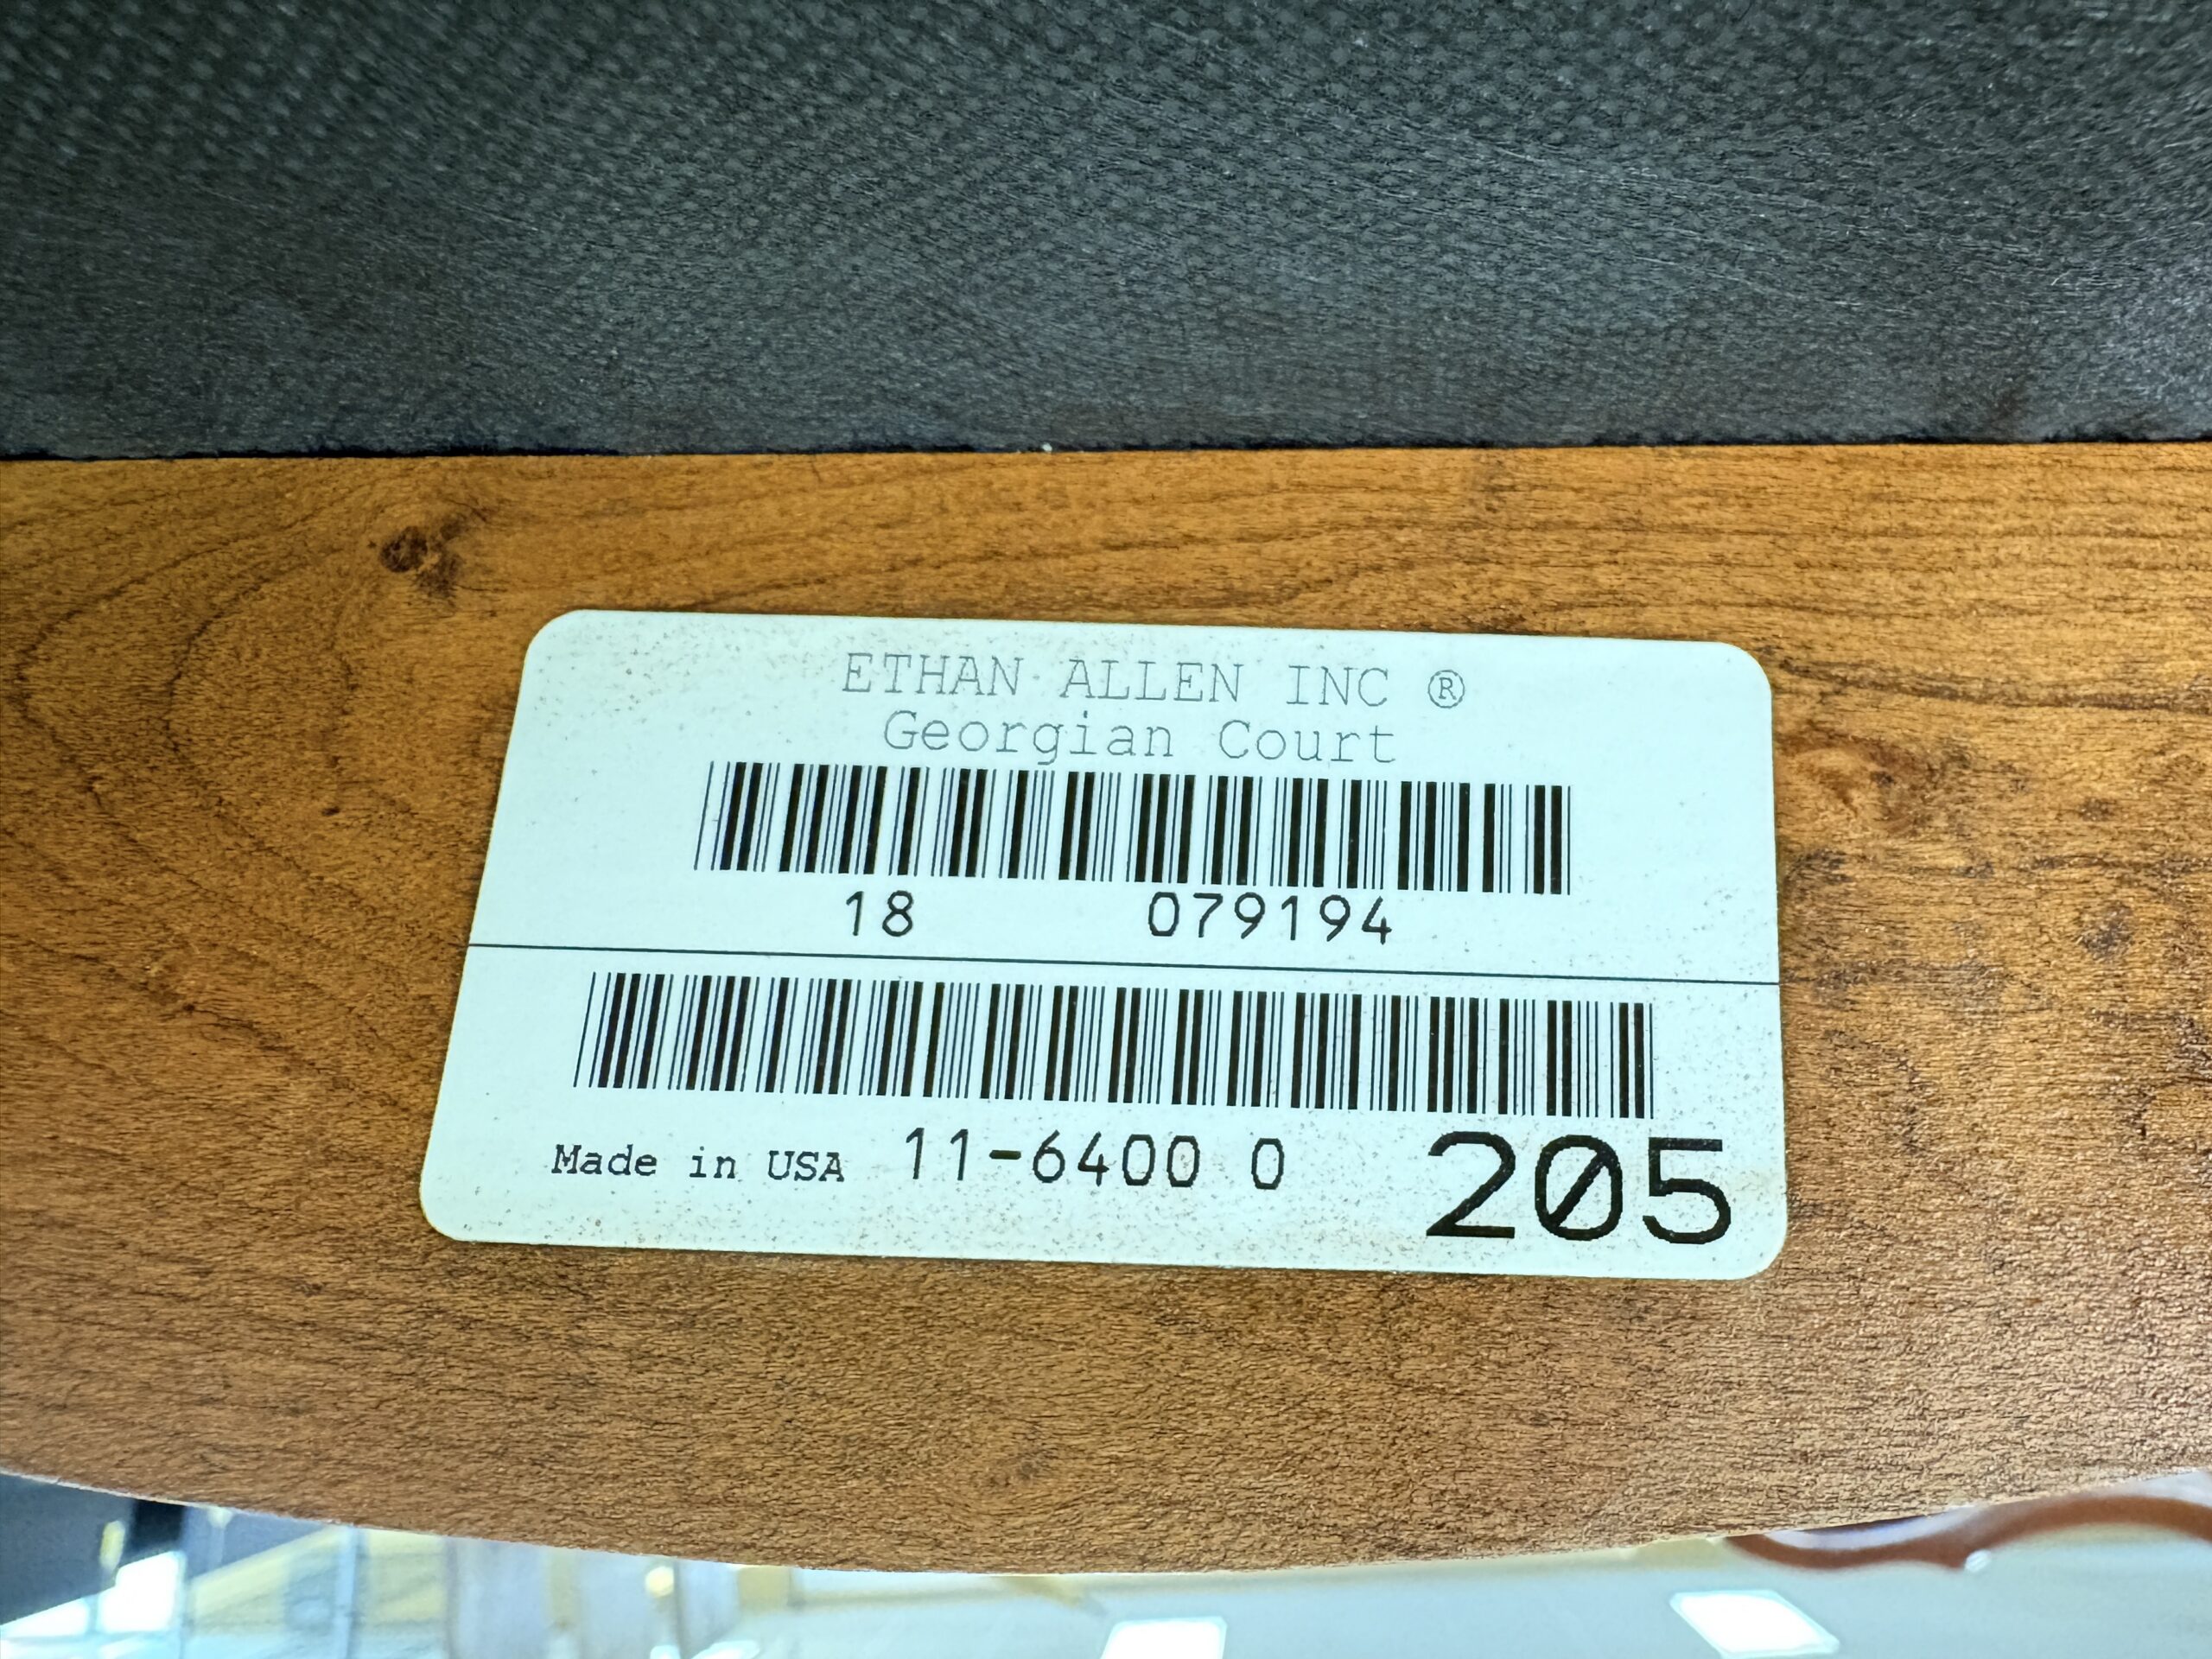 ETHAN ALLEN INC ®
Georgian Court
18 079194
Made in USA 11-6400 0 205